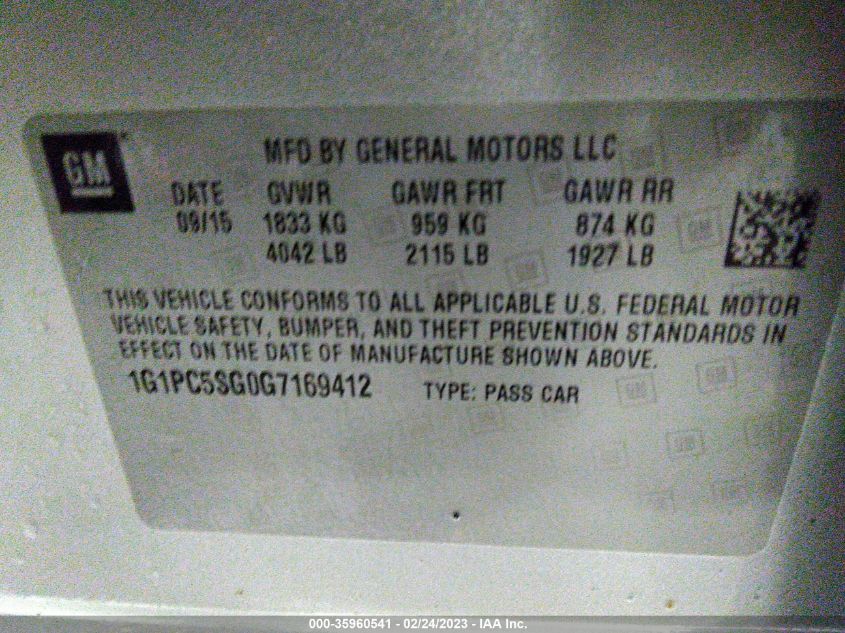 GM
MFD BY GENERAL MOTORS LLC
DATE GVWR GAWR FRT GAWR RR
09/15 1833 KG 959 KG 874 KG
4042 LB 2115 LB 1927 LB
THIS VEHICLE CONFORMS TO ALL APPLICABLE U.S. FEDERAL MOTOR
VEHICLE SAFETY, BUMPER, AND THEFT PREVENTION STANDARDS IN
EFFECT ON THE DATE OF MANUFACTURE SHOWN ABOVE.
1G1PC5SG0G7169412 TYPE: PASS CAR
000-35960541 - 02/24/2023 - IAA Inc.